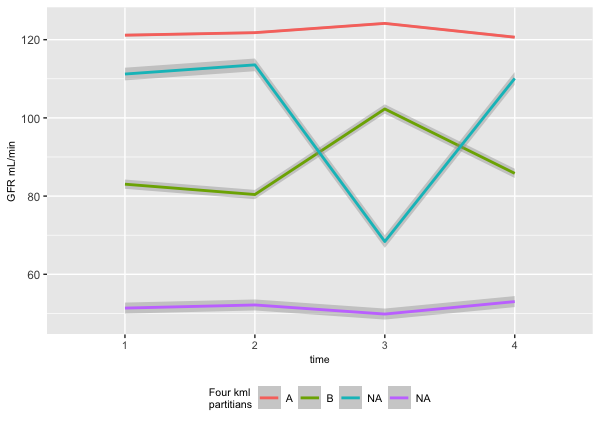 120
100
80
60
GFR mL/min
1 2 3 4
time
Four kml
partitians
A B NA NA